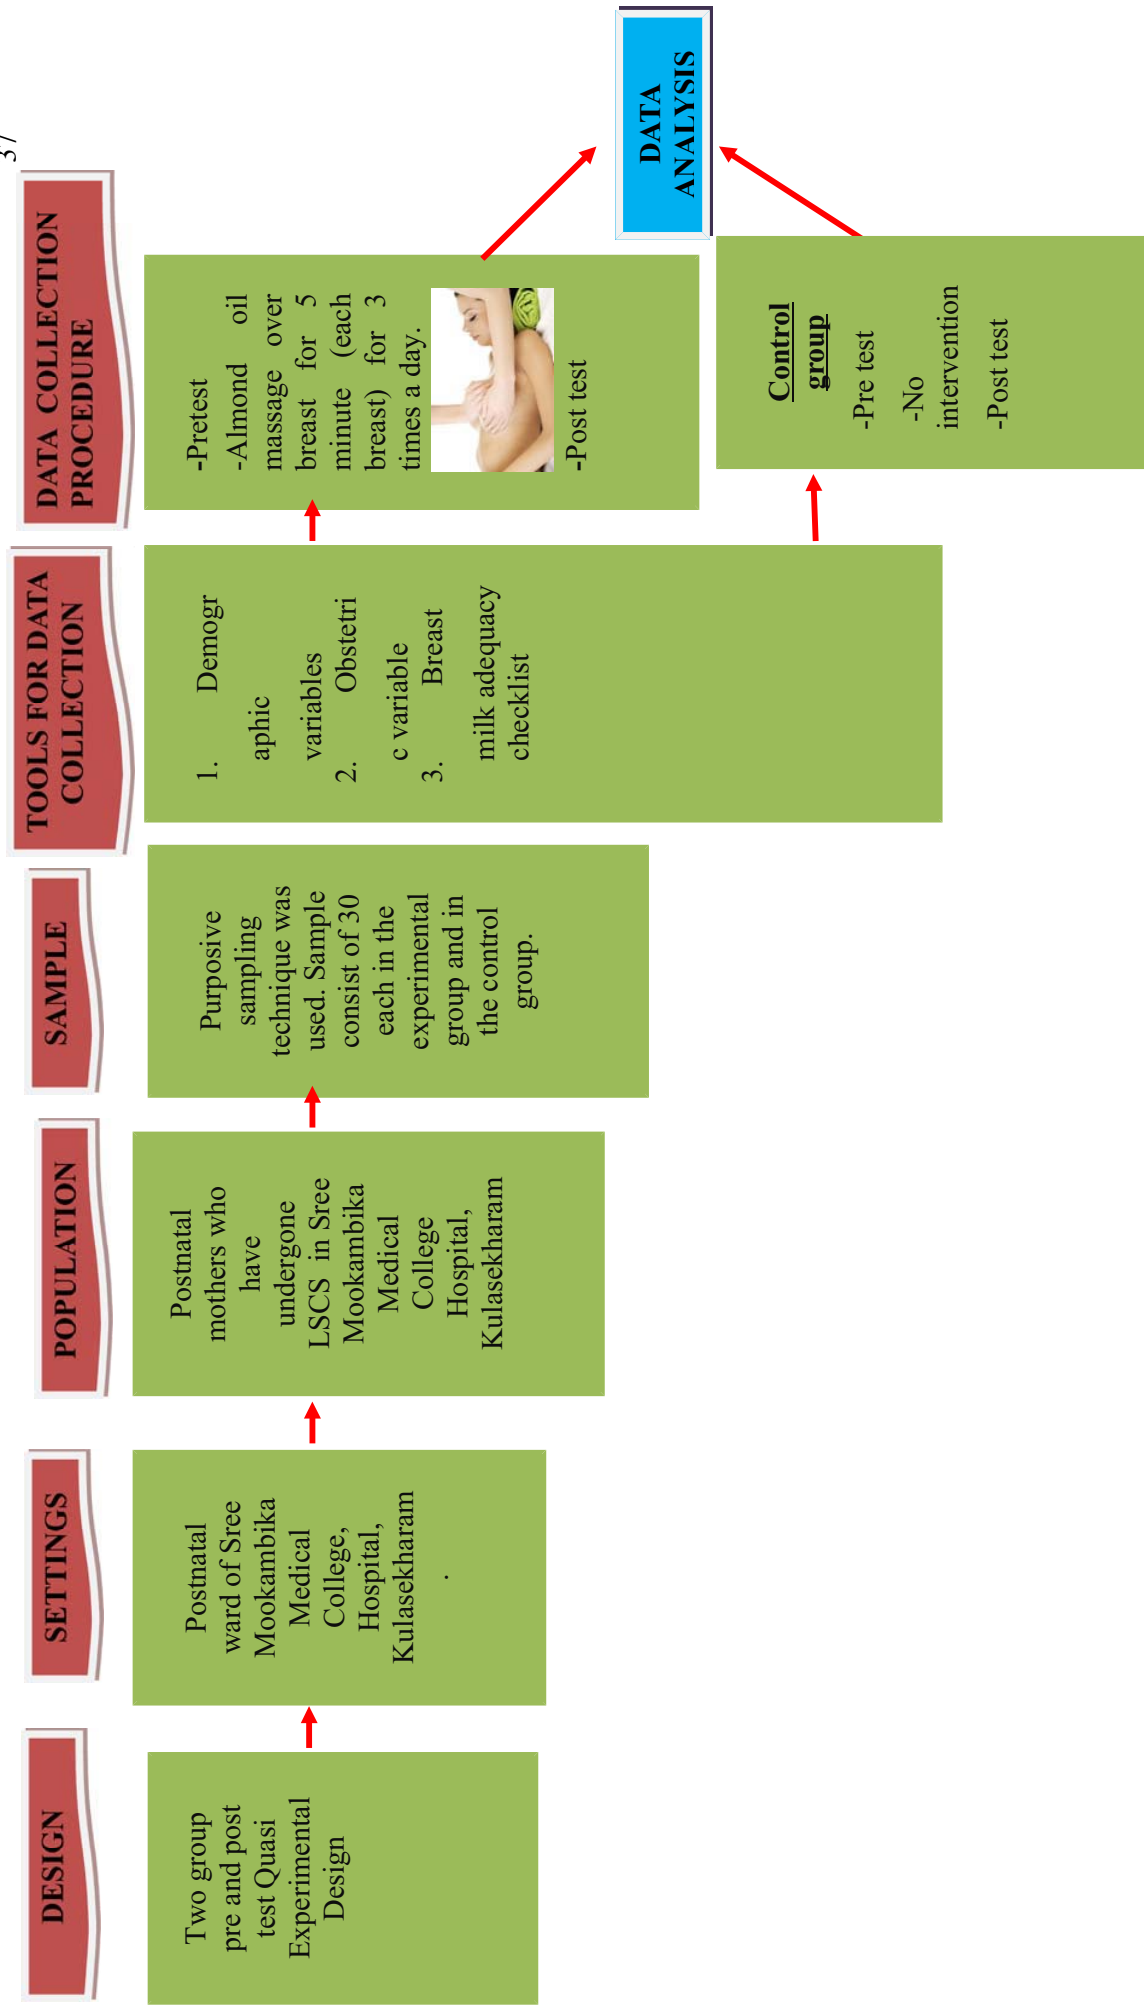 DESIGN
Two group
pre and post
test Quasi
Experimental
Design
SETTINGS
Postnatal
ward of Sree
Mookambika
Medical
College,
Hospital,
Kulasekharam
.
POPULATION
Postnatal
mothers who
have
undergone
LSCS in Sree
Mookambika
Medical
College
Hospital,
Kulasekharam
SAMPLE
Purposive
sampling
technique was
used. Sample
consist of 30
each in the
experimental
group and in
the control
group.
TOOLS FOR DATA
COLLECTION
1. Demogr
aphic
variables
2. Obstetri
c variable
3. Breast
milk adequacy
checklist
DATA COLLECTION
PROCEDURE
-Pretest
-Almond oil
massage over
breast for 5
minute (each
breast) for 3
times a day.
-Post test
Control
group
-Pre test
-No
intervention
-Post test
DATA
ANALYSIS